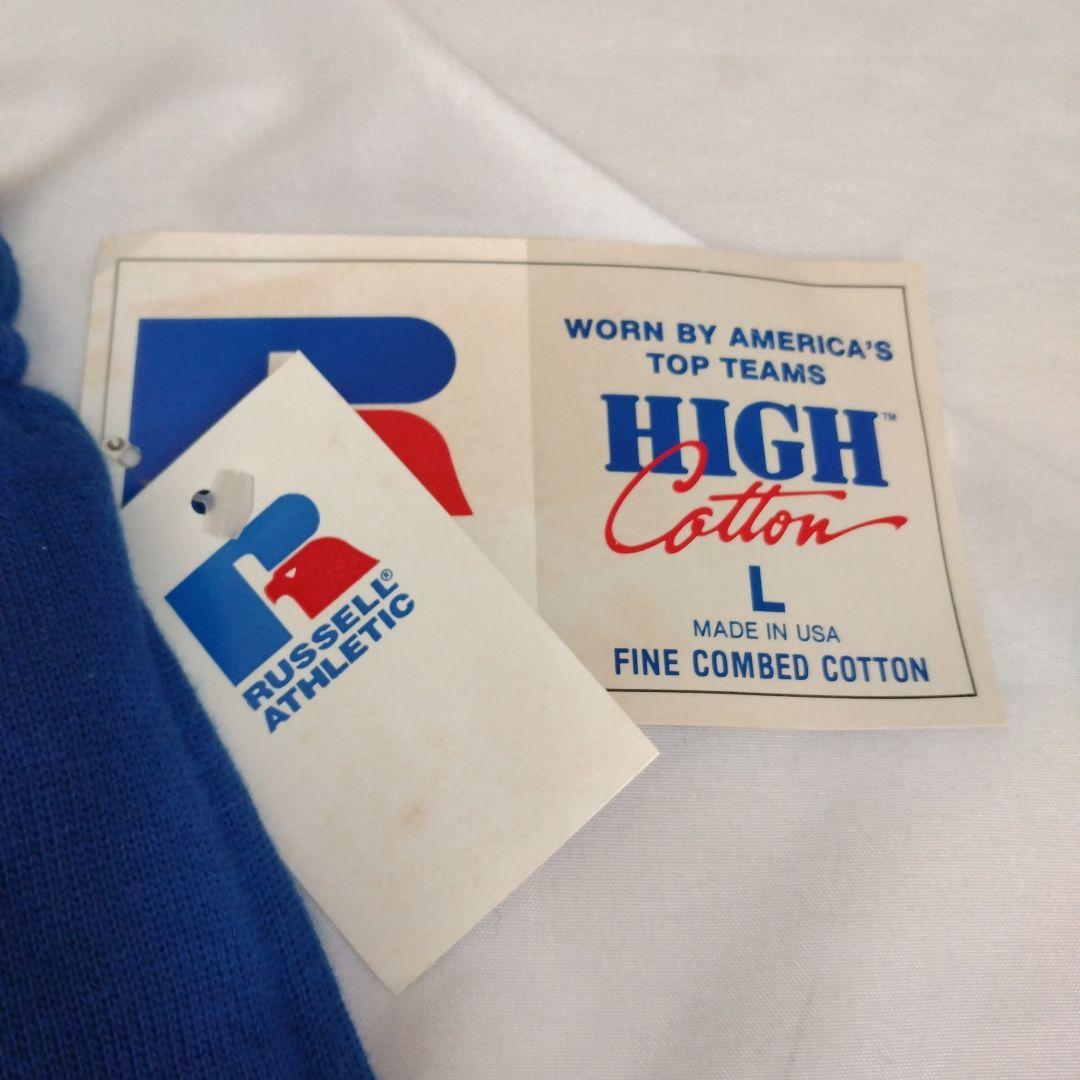 WORN BY AMERICA'S
TOP TEAMS
HIGH™
Cotton
L
MADE IN USA
FINE COMBED COTTON
RUSSELL®
ATHLETIC